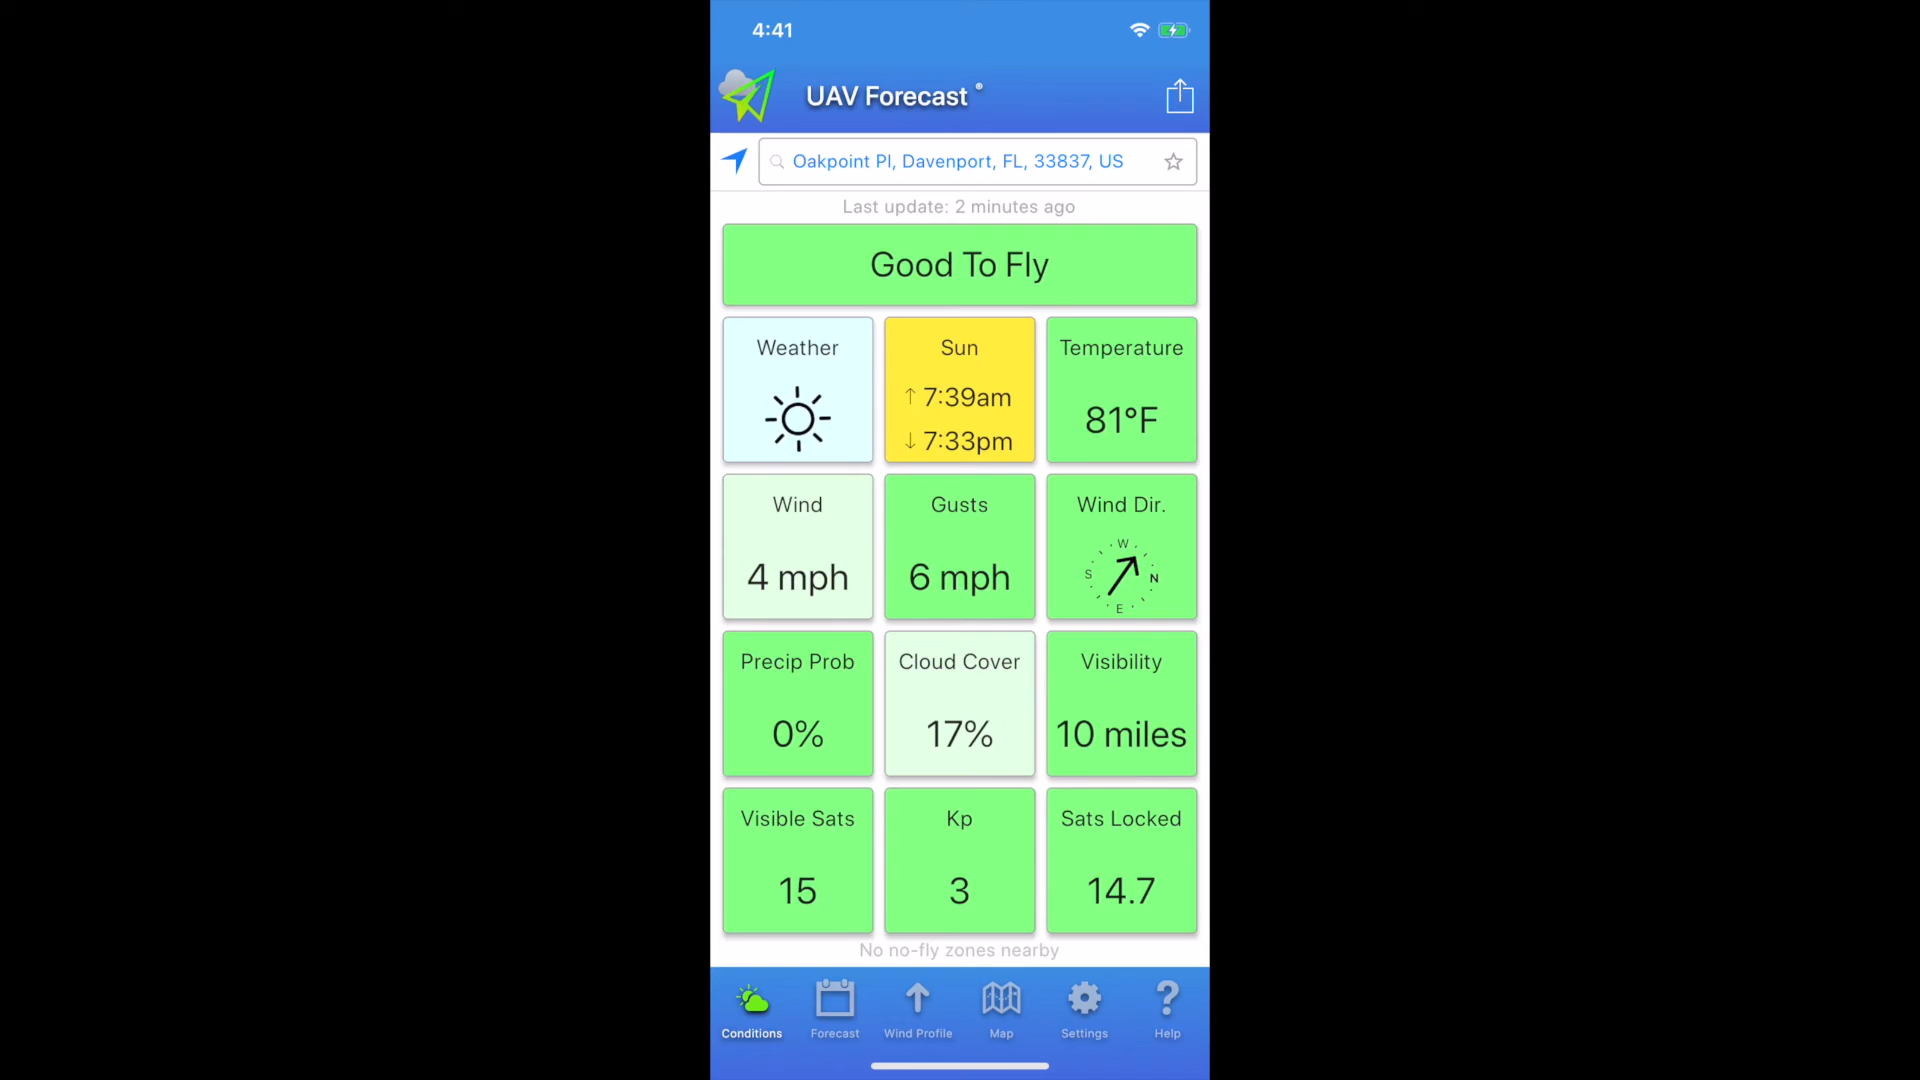 4:41
UAV Forecast®
Oakpoint Pl, Davenport, FL, 33837, US
Last update: 2 minutes ago
Good To Fly
Weather
Sun
↑ 7:39am
↓ 7:33pm
Temperature
81°F
Wind
4 mph
Gusts
6 mph
Wind Dir.
W
S
N
E
Precip Prob
0%
Cloud Cover
17%
Visibility
10 miles
Visible Sats
15
Kp
3
Sats Locked
14.7
No no-fly zones nearby
Conditions
Forecast
Wind Profile
Map
Settings
?
Help